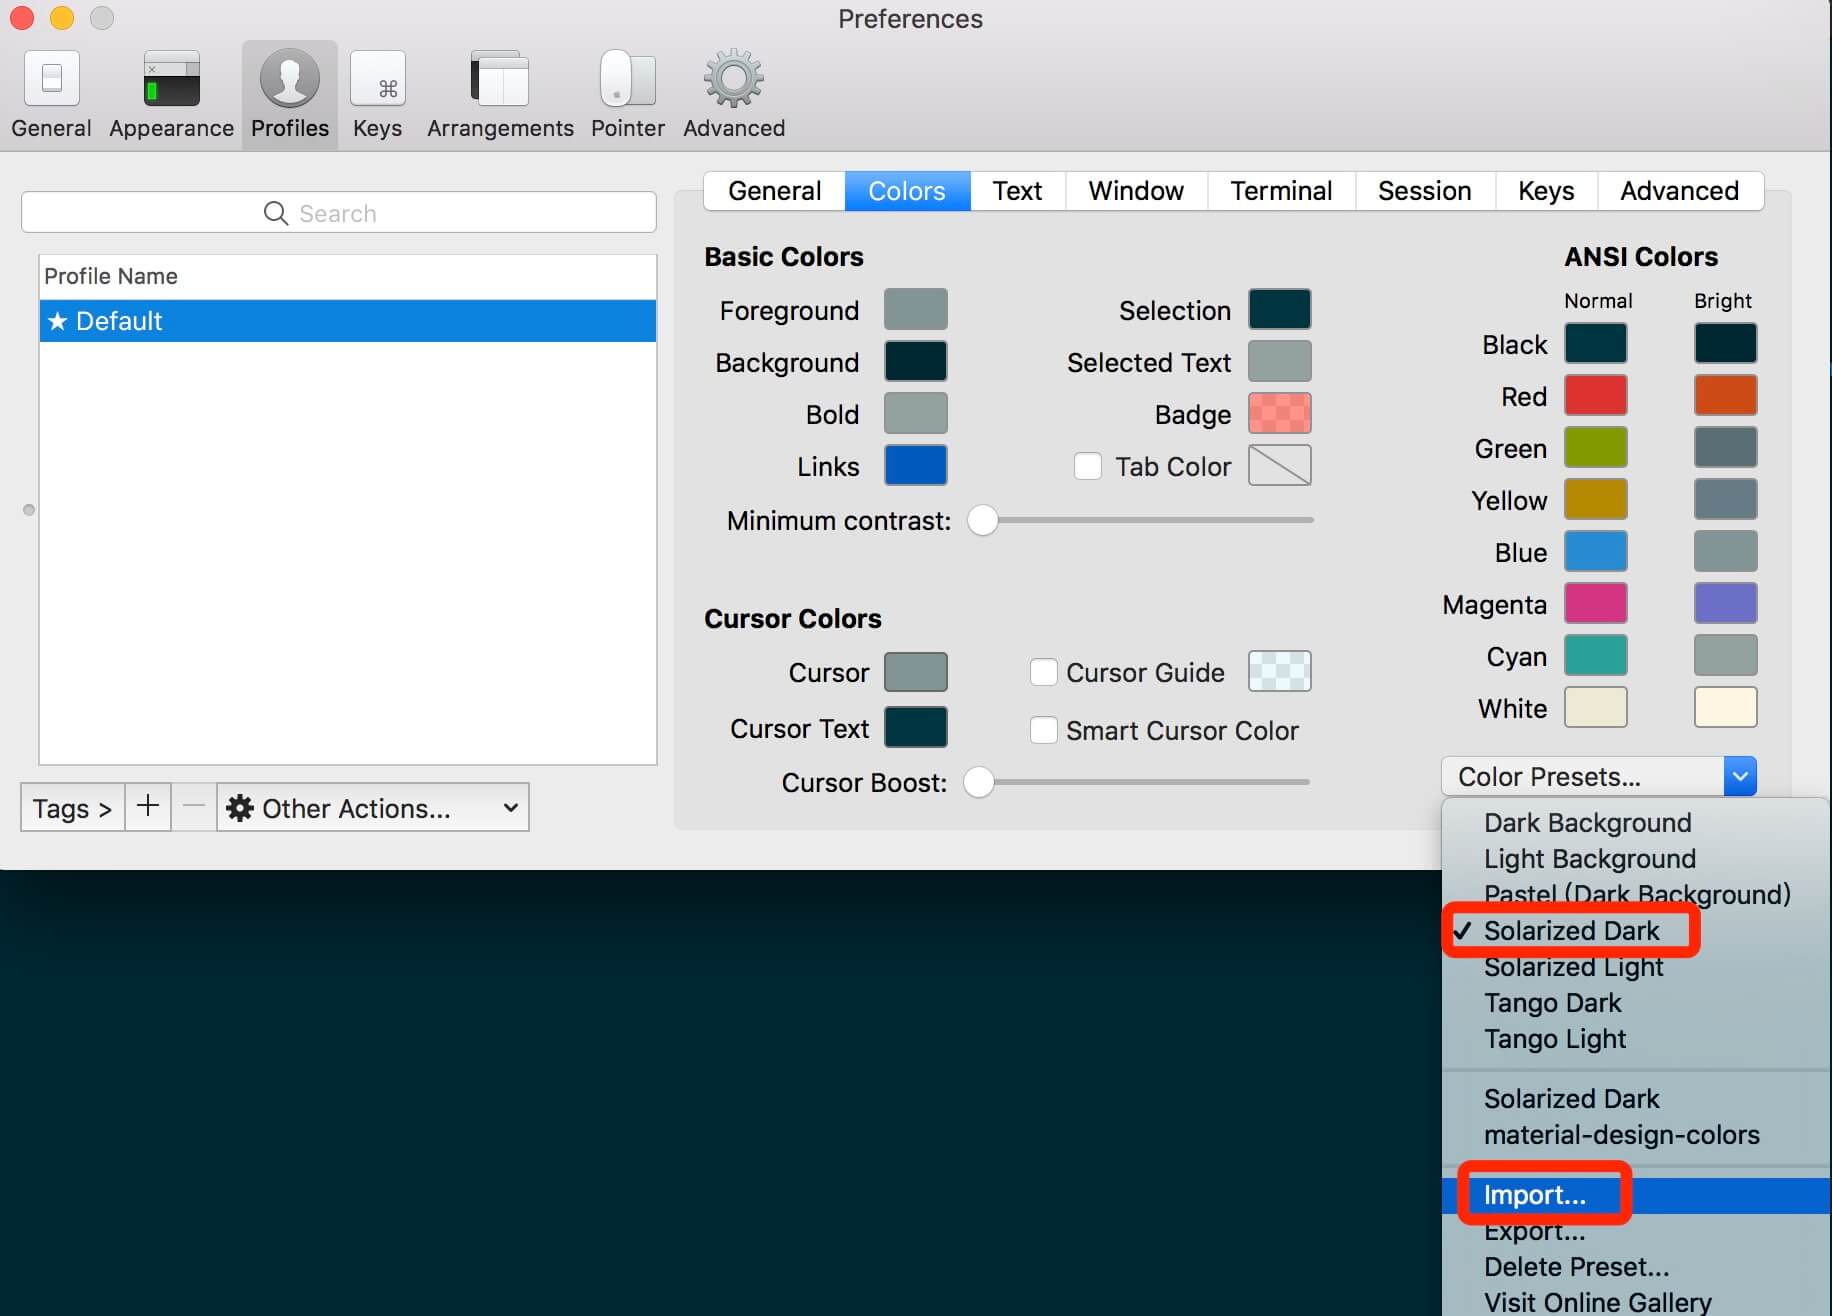 Preferences
General Appearance Profiles Keys Arrangements Pointer Advanced
Search
Profile Name
★ Default
Tags > + — Other Actions...
General Colors Text Window Terminal Session Keys Advanced
Basic Colors
Foreground Selection
Background Selected Text
Bold Badge
Links Tab Color
Minimum contrast:
Cursor Colors
Cursor Cursor Guide
Cursor Text Smart Cursor Color
Cursor Boost:
ANSI Colors
Normal Bright
Black
Red
Green
Yellow
Blue
Magenta
Cyan
White
Color Presets...
Dark Background
Light Background
Pastel (Dark Background)
✓ Solarized Dark
Solarized Light
Tango Dark
Tango Light
Solarized Dark
material-design-colors
Import...
Export...
Delete Preset...
Visit Online Gallery